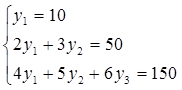 y₁ = 10
2y₁ + 3y₂ = 50
4y₁ + 5y₂ + 6y₃ = 150